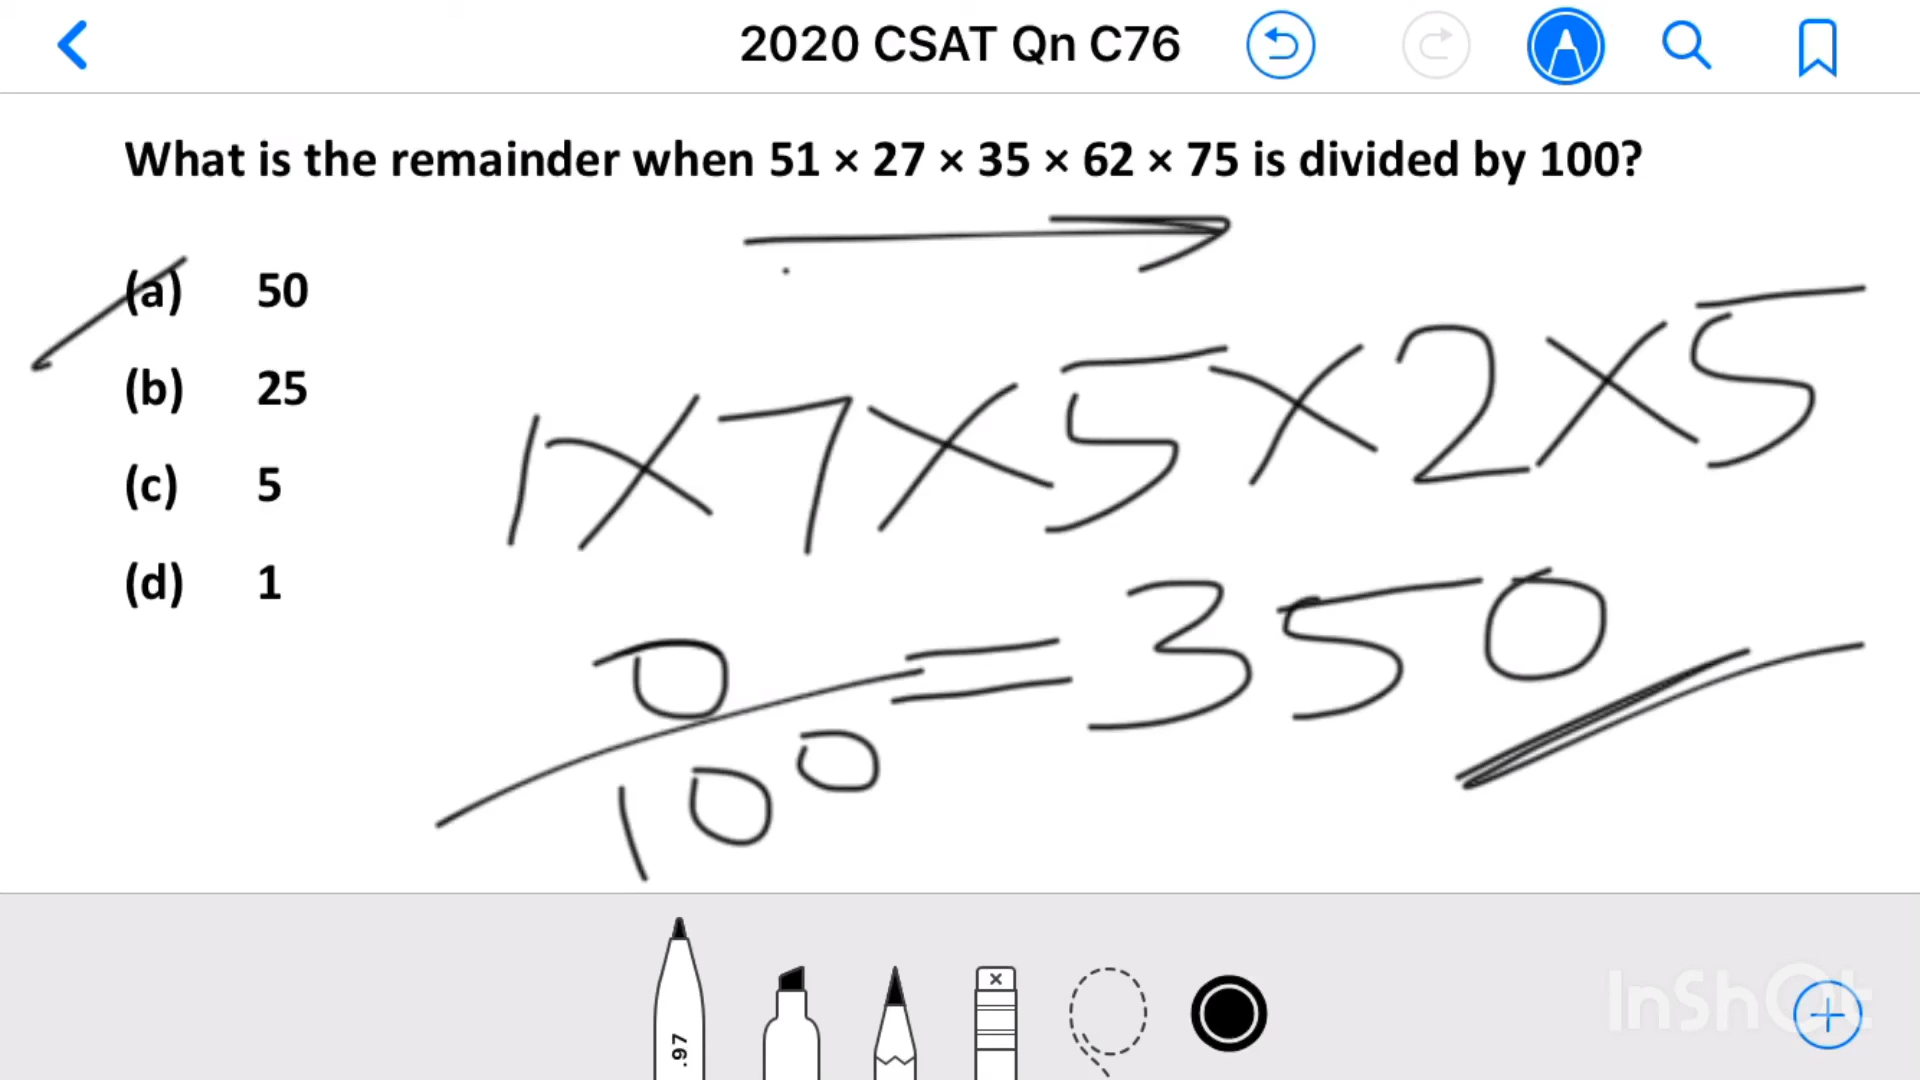 2020 CSAT Qn C76
What is the remainder when 51 × 27 × 35 × 62 × 75 is divided by 100?
(a) 50
(b) 25
(c) 5
(d) 1
1 × 7 × 5 × 2 × 5
0 = 350
100
.97
InShOt